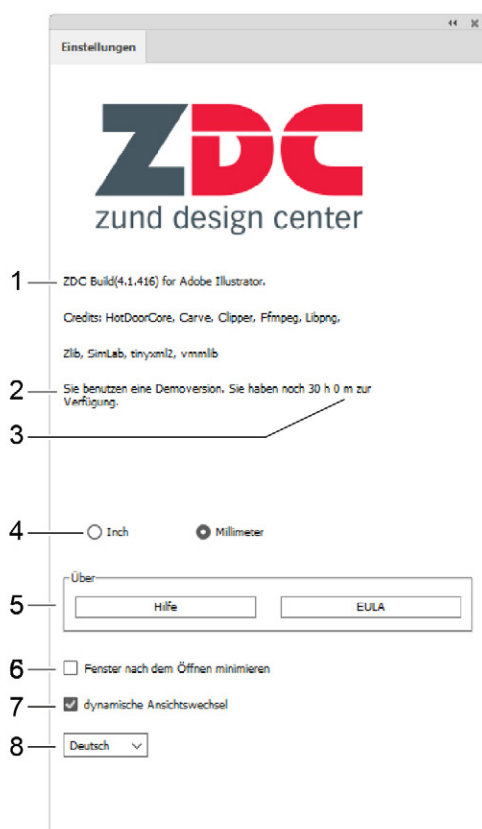 Einstellungen
ZDC
zund design center
1 ZDC Build(4.1.416) for Adobe Illustrator.
Credits: HotDoorCore, Carve, Clipper, Ffmpeg, Libpng,
Zlib, SimLab, tinyxml2, vmmlib
2 Sie benutzen eine Demoversion. Sie haben noch 30 h 0 m zur
Verfügung.
3
4 Inch Millimeter
Über
5 Hilfe EULA
6 Fenster nach dem Öffnen minimieren
7 dynamische Ansichtswechsel
8 Deutsch